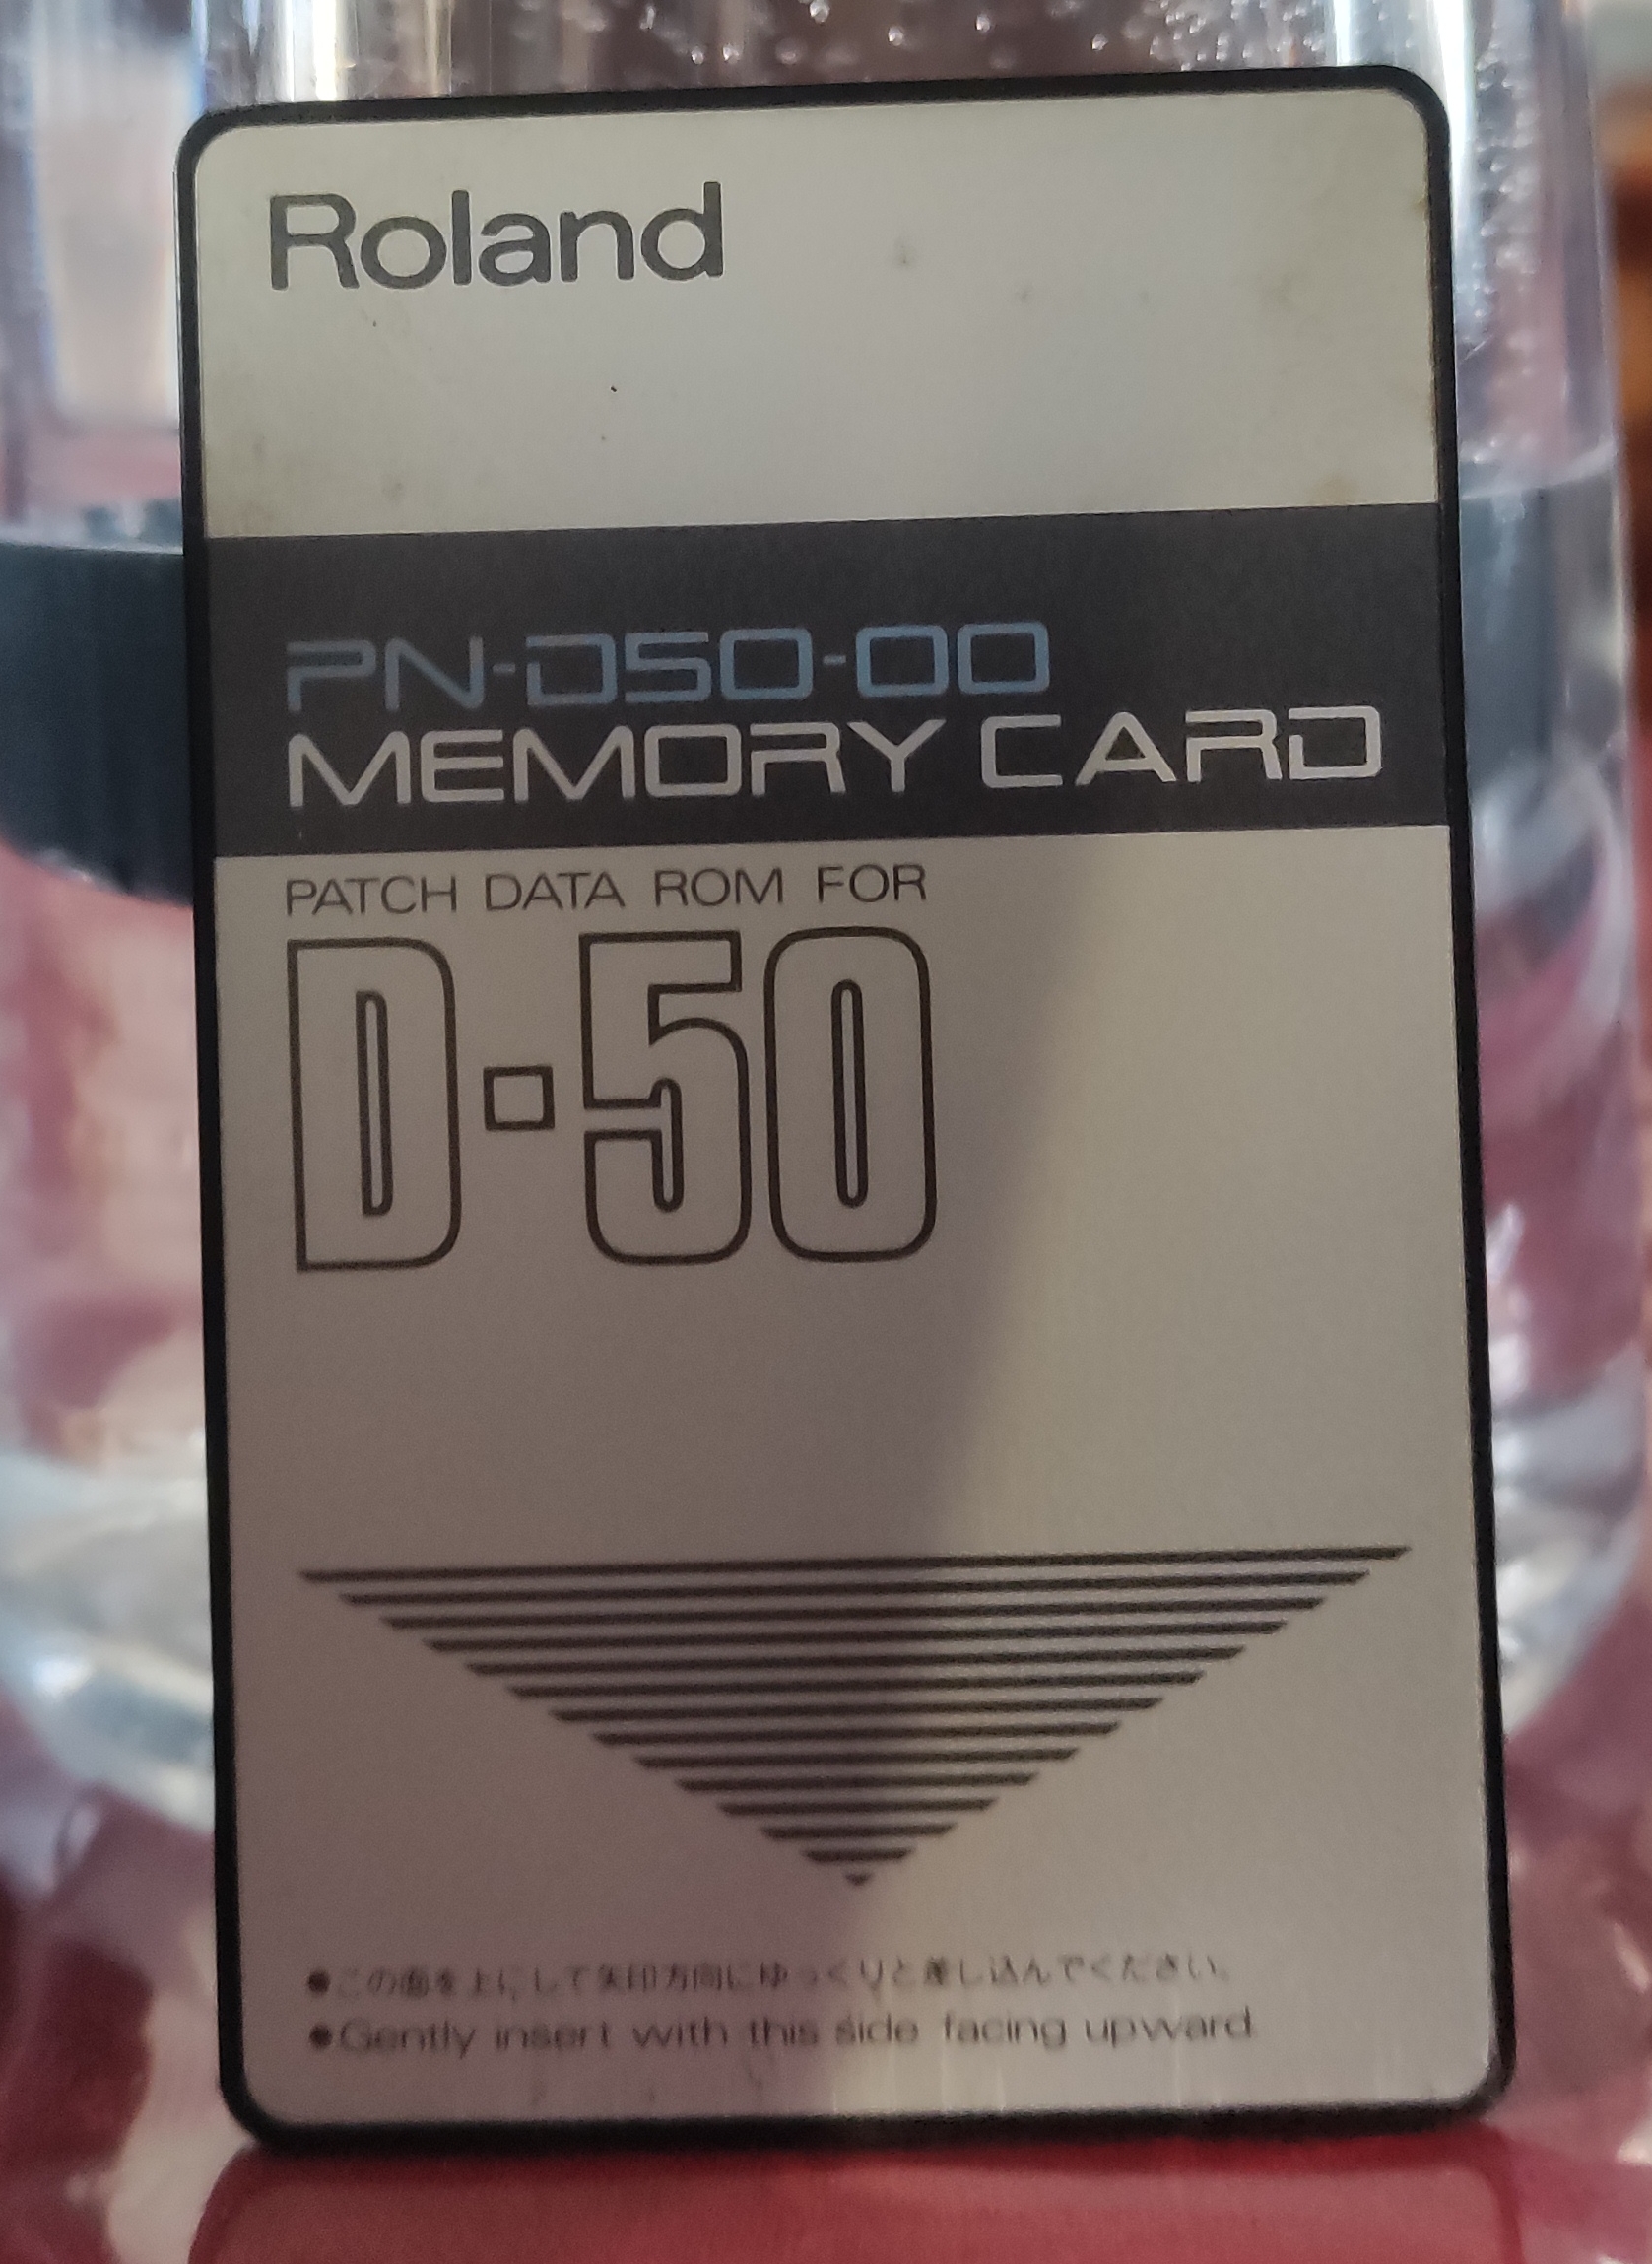 Roland
PN-D50-00
MEMORY CARD
PATCH DATA ROM FOR
D-50
●この面を上にして矢印方向にゆっくりと差し込んでください。
●Gently insert with this side facing upward.